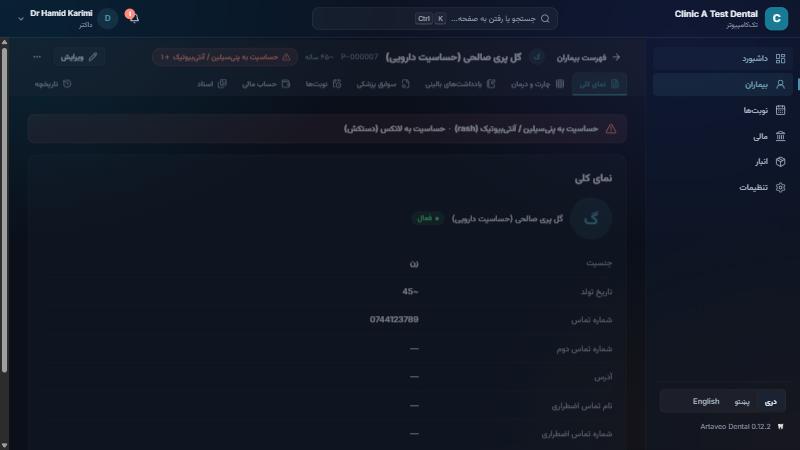 Clinic A Test Dental
تک‌کامپیوتر
جستجو یا رفتن به صفحه... Ctrl K
1
D
Dr Hamid Karimi
داکتر
داشبورد
بیماران
نوبت‌ها
مالی
انبار
تنظیمات
دری پښتو English
Artaveo Dental 0.12.2
فهرست بیماران
گ
گل پری صالحی (حساسیت دارویی)
P-000007
~۴۵ ساله
حساسیت به پنی‌سیلین / آنتی‌بیوتیک +۱
ویرایش
نمای کلی
چارت و درمان
یادداشت‌های بالینی
سوابق پزشکی
نوبت‌ها
حساب مالی
اسناد
تاریخچه
حساسیت به پنی‌سیلین / آنتی‌بیوتیک (rash) · حساسیت به لاتکس (دستکش)
نمای کلی
گ
گل پری صالحی (حساسیت دارویی)
فعال
جنسیت زن
تاریخ تولد ~45
شماره تماس 0744123789
شماره تماس دوم —
آدرس —
نام تماس اضطراری —
شماره تماس اضطراری —